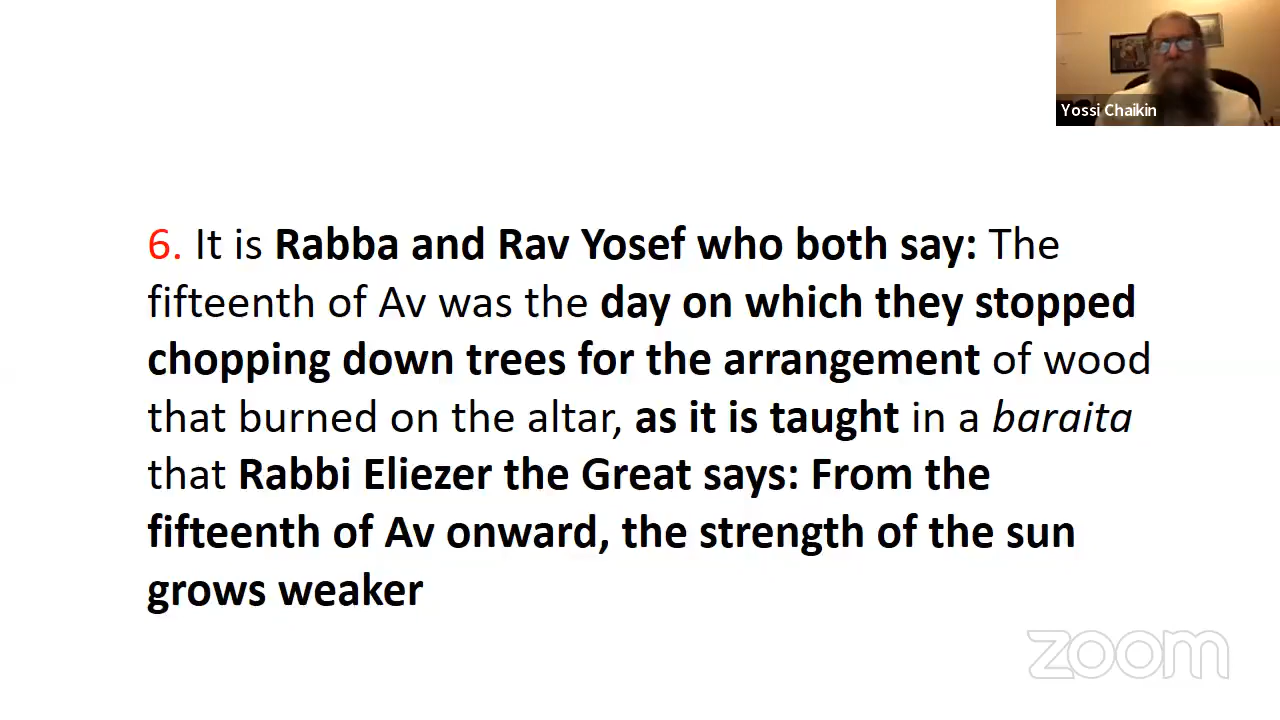 Yossi Chaikin
6. It is Rabba and Rav Yosef who both say: The
fifteenth of Av was the day on which they stopped
chopping down trees for the arrangement of wood
that burned on the altar, as it is taught in a baraita
that Rabbi Eliezer the Great says: From the
fifteenth of Av onward, the strength of the sun
grows weaker
zoom